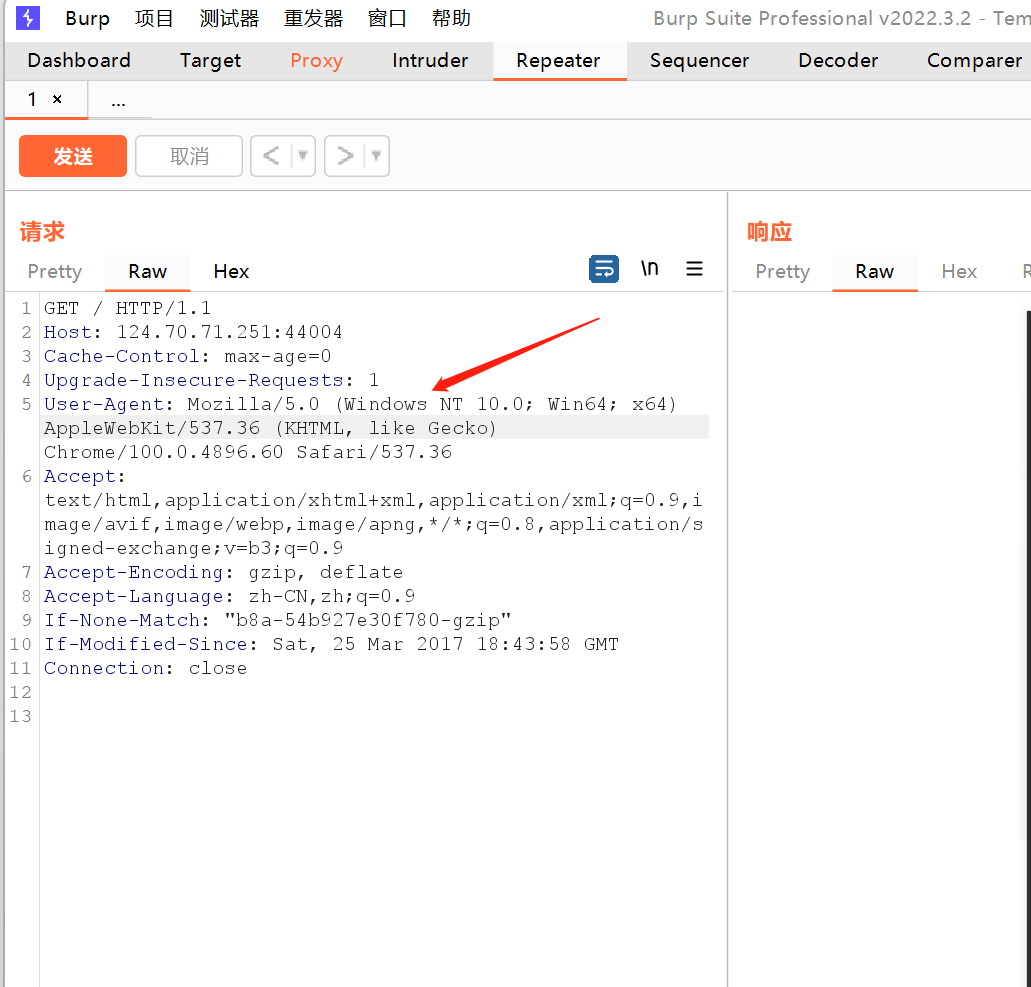 Burp 项目 测试器 重发器 窗口 帮助 Burp Suite Professional v2022.3.2 - Tem
Dashboard Target Proxy Intruder Repeater Sequencer Decoder Comparer
1 × ...
发送 取消 < ▼ > ▼
请求 响应
Pretty Raw Hex \n ☰ Pretty Raw Hex R
1 GET / HTTP/1.1
2 Host: 124.70.71.251:44004
3 Cache-Control: max-age=0
4 Upgrade-Insecure-Requests: 1
5 User-Agent: Mozilla/5.0 (Windows NT 10.0; Win64; x64)
AppleWebKit/537.36 (KHTML, like Gecko)
Chrome/100.0.4896.60 Safari/537.36
6 Accept:
text/html,application/xhtml+xml,application/xml;q=0.9,i
mage/avif,image/webp,image/apng,*/*;q=0.8,application/s
igned-exchange;v=b3;q=0.9
7 Accept-Encoding: gzip, deflate
8 Accept-Language: zh-CN,zh;q=0.9
9 If-None-Match: "b8a-54b927e30f780-gzip"
10 If-Modified-Since: Sat, 25 Mar 2017 18:43:58 GMT
11 Connection: close
12
13